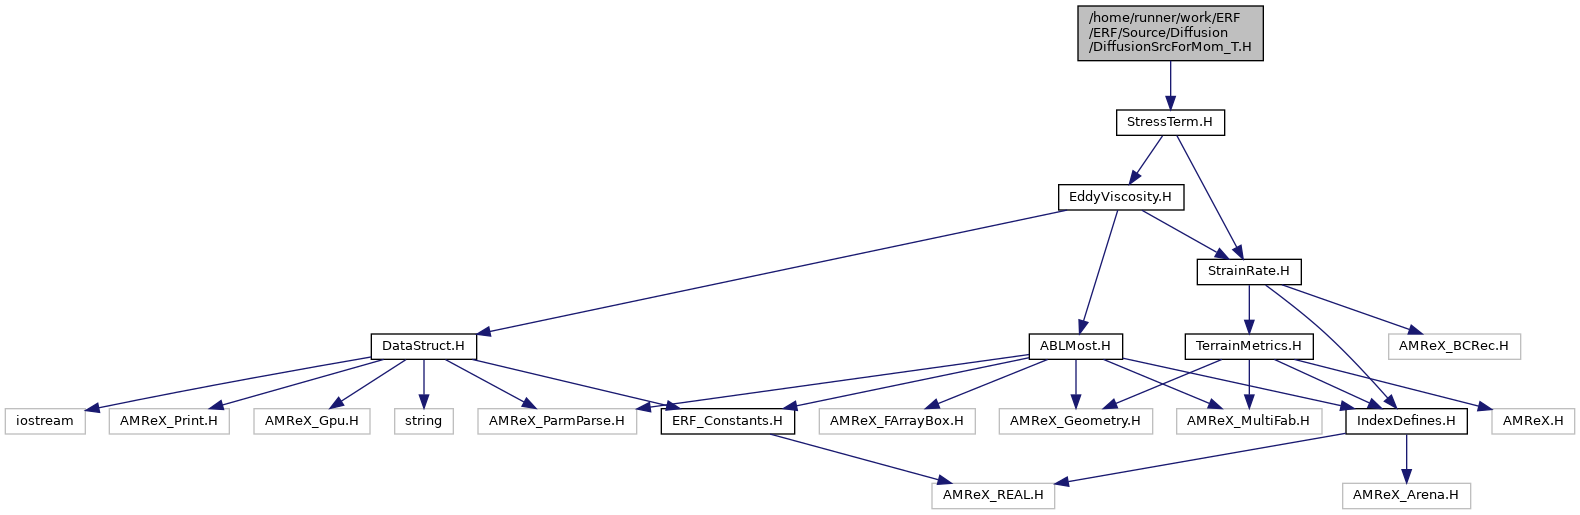 /home/runner/work/ERF
/ERF/Source/Diffusion
/DiffusionSrcForMom_T.H
StressTerm.H
EddyViscosity.H
StrainRate.H
DataStruct.H
ABLMost.H
TerrainMetrics.H
AMReX_BCRec.H
iostream
AMReX_Print.H
AMReX_Gpu.H
string
AMReX_ParmParse.H
ERF_Constants.H
AMReX_FArrayBox.H
AMReX_Geometry.H
AMReX_MultiFab.H
IndexDefines.H
AMReX.H
AMReX_REAL.H
AMReX_Arena.H